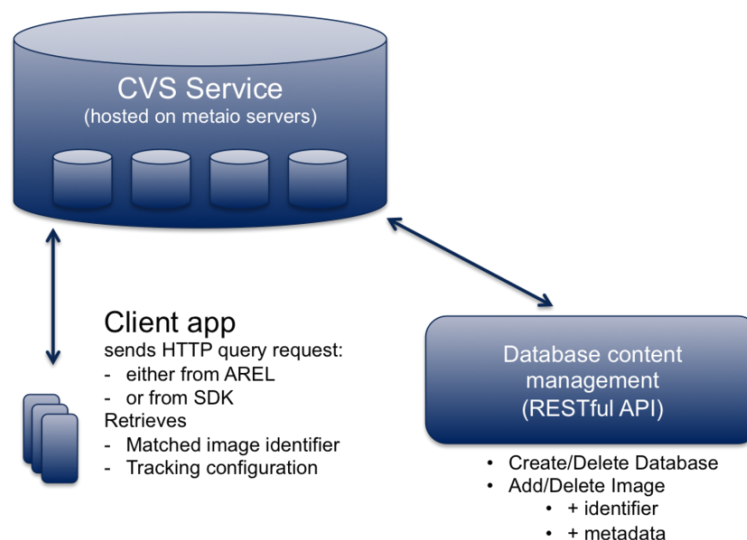 CVS Service
(hosted on metaio servers)
Client app
sends HTTP query request:
- either from AREL
- or from SDK
Retrieves
- Matched image identifier
- Tracking configuration
Database content
management
(RESTful API)
• Create/Delete Database
• Add/Delete Image
• + identifier
• + metadata